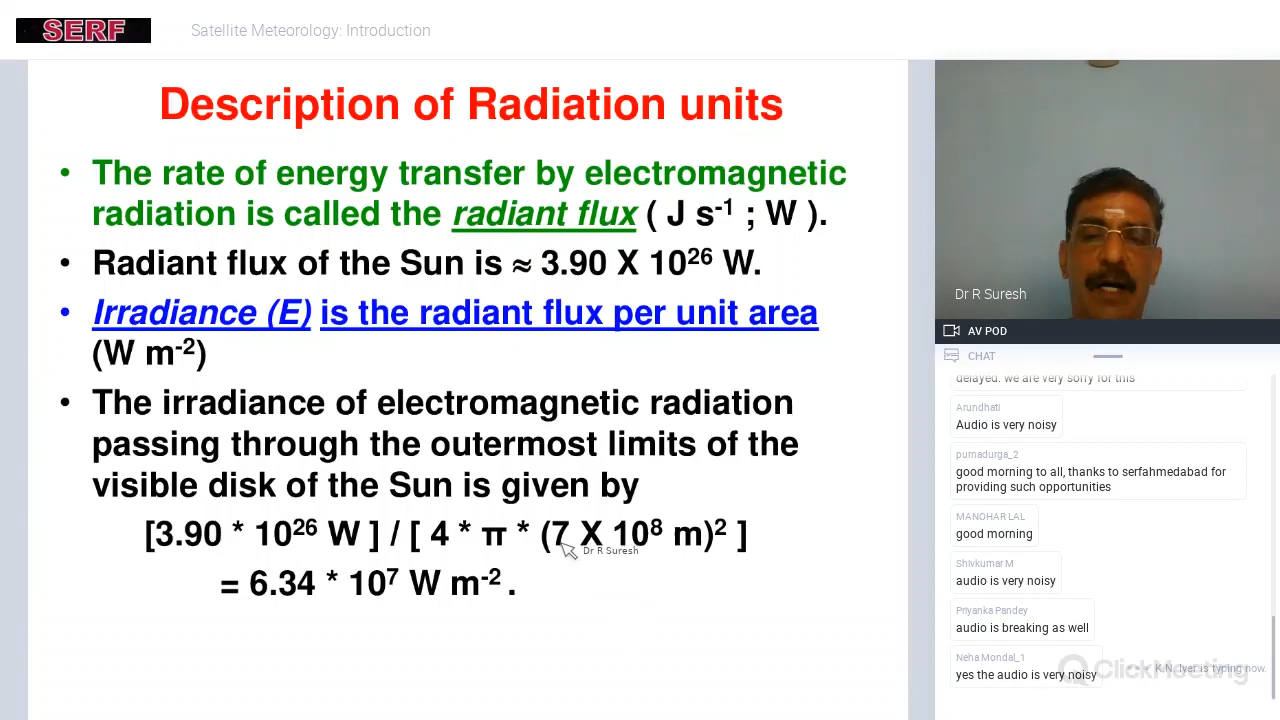 SERF
Satellite Meteorology: Introduction
Description of Radiation units
• The rate of energy transfer by electromagnetic
radiation is called the radiant flux ( J s⁻¹ ; W ).
• Radiant flux of the Sun is ≈ 3.90 X 10²⁶ W.
• Irradiance (E) is the radiant flux per unit area
(W m⁻²)
• The irradiance of electromagnetic radiation
passing through the outermost limits of the
visible disk of the Sun is given by
[3.90 * 10²⁶ W ] / [ 4 * π * (7 X 10⁸ m)² ]
Dr R Suresh
= 6.34 * 10⁷ W m⁻² .
Dr R Suresh
AV POD
CHAT
delayed. we are very sorry for this
Arundhati
Audio is very noisy
purnadurga_2
good morning to all, thanks to serfahmedabad for
providing such opportunities
MANOHAR LAL
good morning
Shivkumar M
audio is very noisy
Priyanka Pandey
audio is breaking as well
Neha Mondal_1
yes the audio is very noisy
K.N. Iyer is typing now.
ClickMeeting